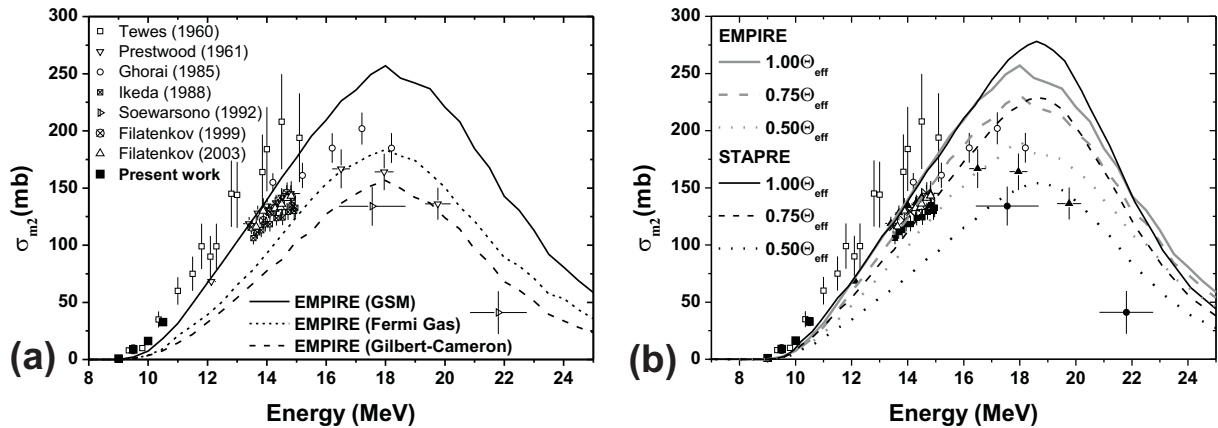 300
250
200
150
100
50
0
σm2(mb)
Tewes (1960)
Prestwood (1961)
Ghorai (1985)
Ikeda (1988)
Soewarsono (1992)
Filatenkov (1999)
Filatenkov (2003)
Present work
EMPIRE (GSM)
EMPIRE (Fermi Gas)
EMPIRE (Gilbert-Cameron)
(a)
8 10 12 14 16 18 20 22 24
Energy (MeV)
300
250
200
150
100
50
0
σm2(mb)
EMPIRE
1.00Θeff
0.75Θeff
0.50Θeff
STAPRE
1.00Θeff
0.75Θeff
0.50Θeff
(b)
8 10 12 14 16 18 20 22 24
Energy (MeV)